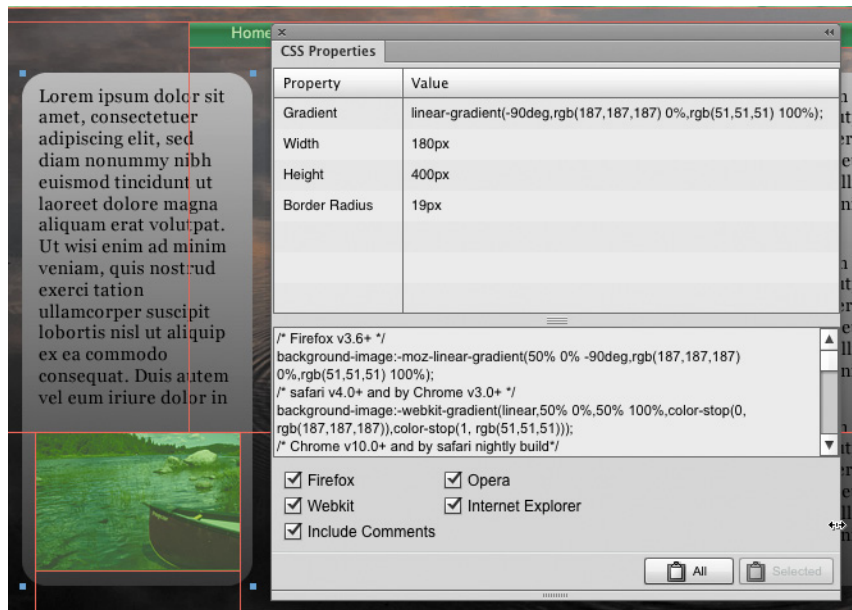 Home
CSS Properties
Property Value
Gradient linear-gradient(-90deg,rgb(187,187,187) 0%,rgb(51,51,51) 100%);
Width 180px
Height 400px
Border Radius 19px
/* Firefox v3.6+ */
background-image:-moz-linear-gradient(50% 0% -90deg,rgb(187,187,187)
0%,rgb(51,51,51) 100%);
/* safari v4.0+ and by Chrome v3.0+ */
background-image:-webkit-gradient(linear,50% 0%,50% 100%,color-stop(0,
rgb(187,187,187)),color-stop(1, rgb(51,51,51)));
/* Chrome v10.0+ and by safari nightly build*/
Firefox Opera
Webkit Internet Explorer
Include Comments
All Selected
Lorem ipsum dolor sit
amet, consectetuer
adipiscing elit, sed
diam nonummy nibh
euismod tincidunt ut
laoreet dolore magna
aliquam erat volutpat.
Ut wisi enim ad minim
veniam, quis nostrud
exerci tation
ullamcorper suscipit
lobortis nisl ut aliquip
ex ea commodo
consequat. Duis autem
vel eum iriure dolor in